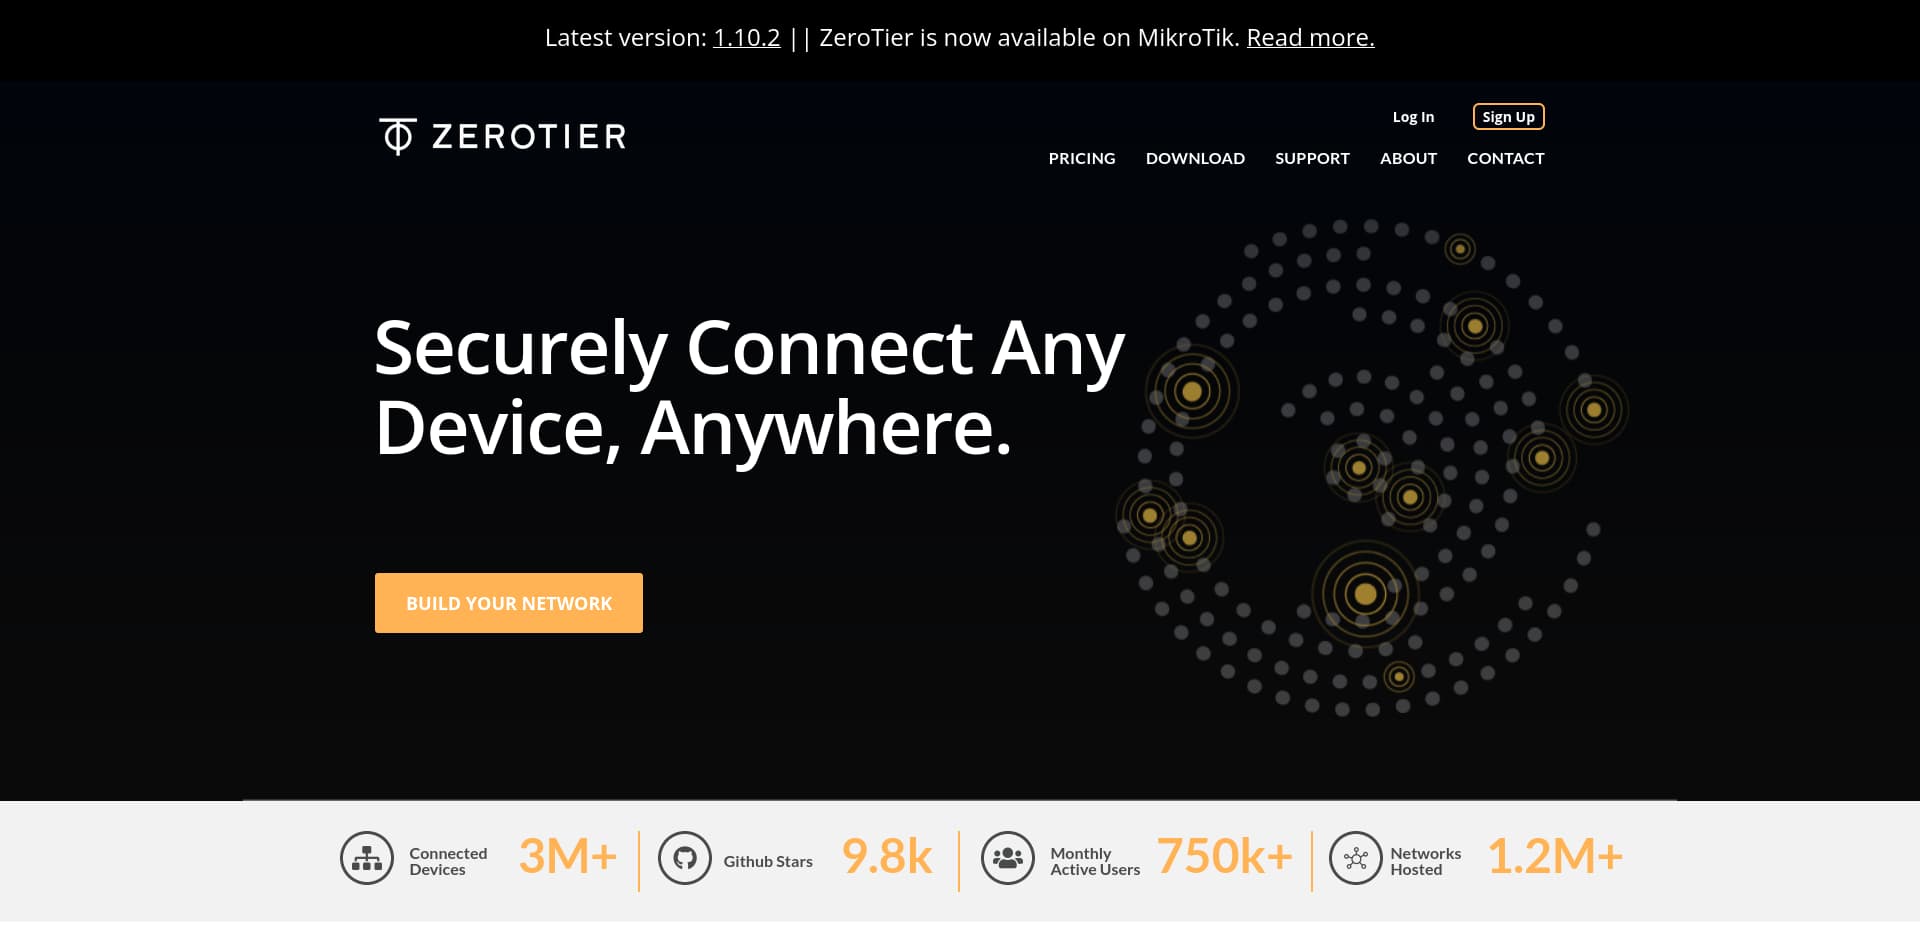 Latest version: 1.10.2 || ZeroTier is now available on MikroTik. Read more.
ZEROTIER
Log In
Sign Up
PRICING
DOWNLOAD
SUPPORT
ABOUT
CONTACT
Securely Connect Any
Device, Anywhere.
BUILD YOUR NETWORK
Connected
Devices
3M+
Github Stars
9.8k
Monthly
Active Users
750k+
Networks
Hosted
1.2M+